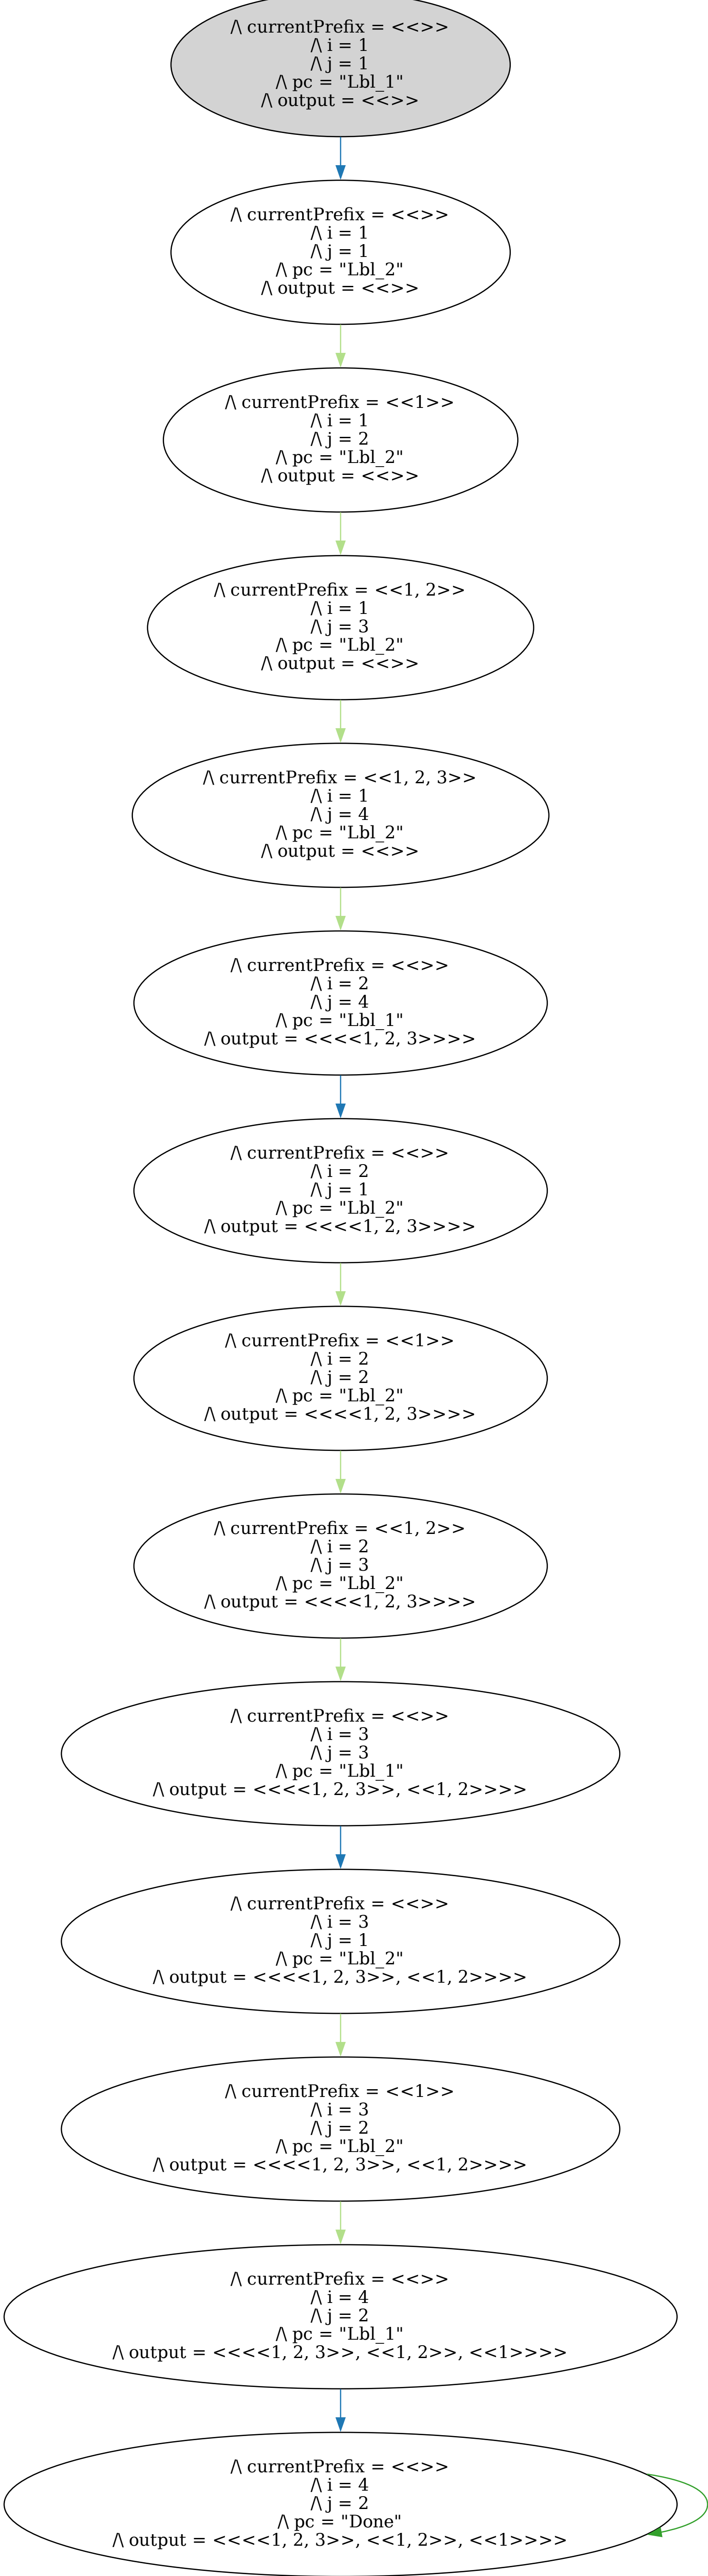 /\ currentPrefix = <<>>
/\ i = 1
/\ j = 1
/\ pc = "Lbl_1"
/\ output = <<>>
/\ currentPrefix = <<>>
/\ i = 1
/\ j = 1
/\ pc = "Lbl_2"
/\ output = <<>>
/\ currentPrefix = <<1>>
/\ i = 1
/\ j = 2
/\ pc = "Lbl_2"
/\ output = <<>>
/\ currentPrefix = <<1, 2>>
/\ i = 1
/\ j = 3
/\ pc = "Lbl_2"
/\ output = <<>>
/\ currentPrefix = <<1, 2, 3>>
/\ i = 1
/\ j = 4
/\ pc = "Lbl_2"
/\ output = <<>>
/\ currentPrefix = <<>>
/\ i = 2
/\ j = 4
/\ pc = "Lbl_1"
/\ output = <<<<1, 2, 3>>>>
/\ currentPrefix = <<>>
/\ i = 2
/\ j = 1
/\ pc = "Lbl_2"
/\ output = <<<<1, 2, 3>>>>
/\ currentPrefix = <<1>>
/\ i = 2
/\ j = 2
/\ pc = "Lbl_2"
/\ output = <<<<1, 2, 3>>>>
/\ currentPrefix = <<1, 2>>
/\ i = 2
/\ j = 3
/\ pc = "Lbl_2"
/\ output = <<<<1, 2, 3>>>>
/\ currentPrefix = <<>>
/\ i = 3
/\ j = 3
/\ pc = "Lbl_1"
/\ output = <<<<1, 2, 3>>, <<1, 2>>>>
/\ currentPrefix = <<>>
/\ i = 3
/\ j = 1
/\ pc = "Lbl_2"
/\ output = <<<<1, 2, 3>>, <<1, 2>>>>
/\ currentPrefix = <<1>>
/\ i = 3
/\ j = 2
/\ pc = "Lbl_2"
/\ output = <<<<1, 2, 3>>, <<1, 2>>>>
/\ currentPrefix = <<>>
/\ i = 4
/\ j = 2
/\ pc = "Lbl_1"
/\ output = <<<<1, 2, 3>>, <<1, 2>>, <<1>>>>
/\ currentPrefix = <<>>
/\ i = 4
/\ j = 2
/\ pc = "Done"
/\ output = <<<<1, 2, 3>>, <<1, 2>>, <<1>>>>